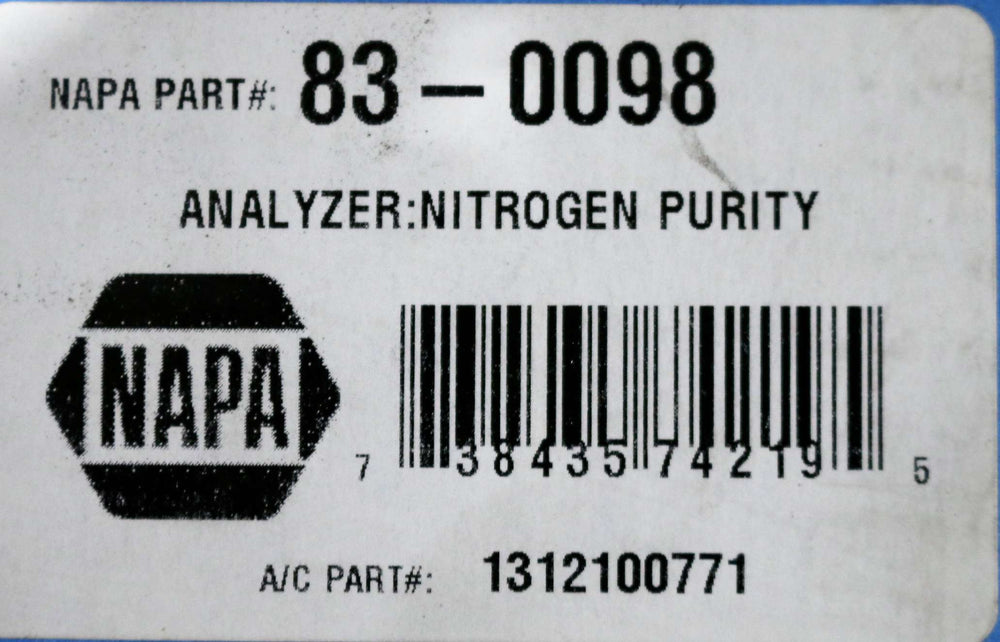 NAPA PART#: 83-0098
ANALYZER:NITROGEN PURITY
NAPA
7 38435 74219 5
A/C PART#: 1312100771